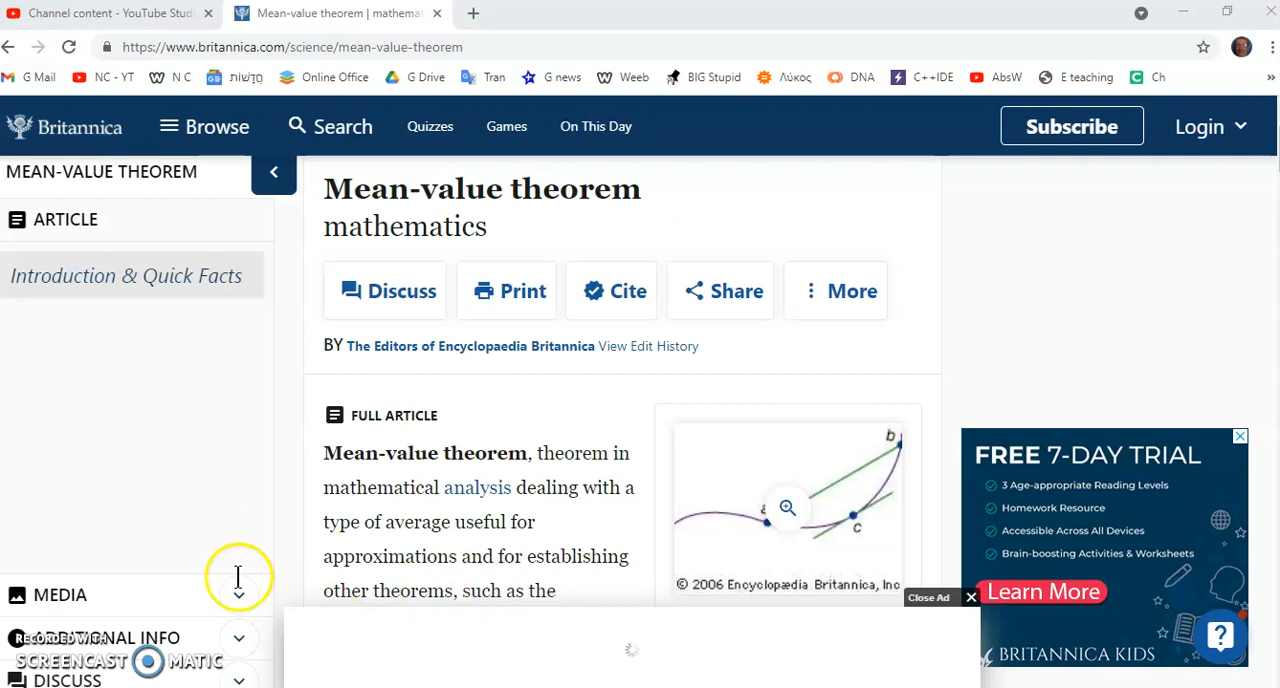 Channel content - YouTube Stud
Mean-value theorem | mathemat
https://www.britannica.com/science/mean-value-theorem
G Mail NC - YT N C חֲדָשׁוֹת Online Office G Drive Tran G news Weeb BIG Stupid Λύκος DNA C++IDE AbsW E teaching Ch »
Britannica Browse Search Quizzes Games On This Day Subscribe Login
MEAN-VALUE THEOREM
ARTICLE
Introduction & Quick Facts
MEDIA
RECORDED WITH
SCREENCAST MATIC
DISCUSS
Mean-value theorem
mathematics
Discuss Print Cite Share More
BY The Editors of Encyclopaedia Britannica View Edit History
FULL ARTICLE
Mean-value theorem, theorem in
mathematical analysis dealing with a
type of average useful for
approximations and for establishing
other theorems, such as the
b
a
c
© 2006 Encyclopædia Britannica, Inc
Close Ad
FREE 7-DAY TRIAL
3 Age-appropriate Reading Levels
Homework Resource
Accessible Across All Devices
Brain-boosting Activities & Worksheets
Learn More
BRITANNICA KIDS